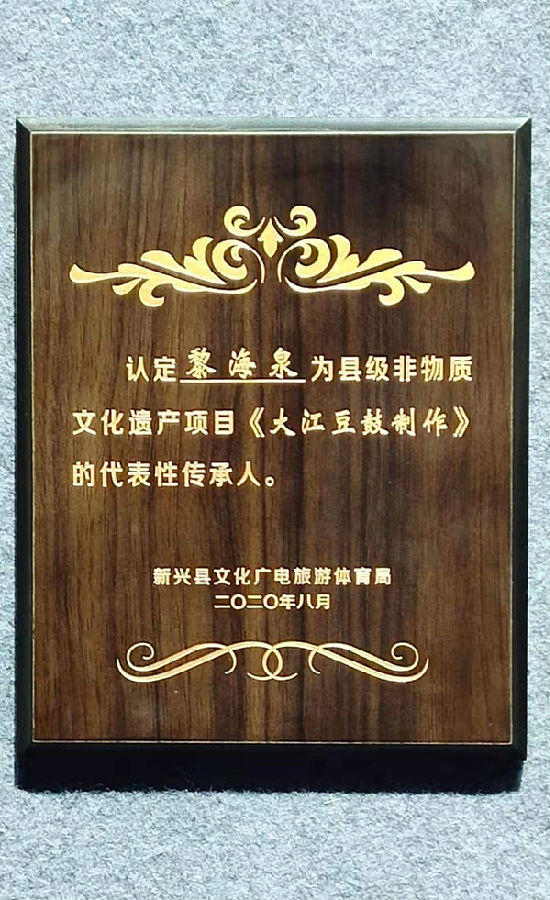 认定黎海泉为县级非物质
文化遗产项目《大江豆豉制作》
的代表性传承人。
新兴县文化广电旅游体育局
二〇二〇年八月